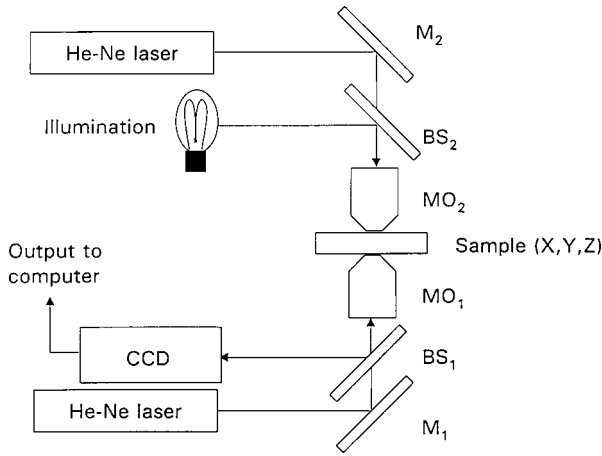 M₂
He-Ne laser
Illumination
BS₂
MO₂
Sample (X,Y,Z)
Output to
computer
MO₁
CCD
BS₁
He-Ne laser
M₁